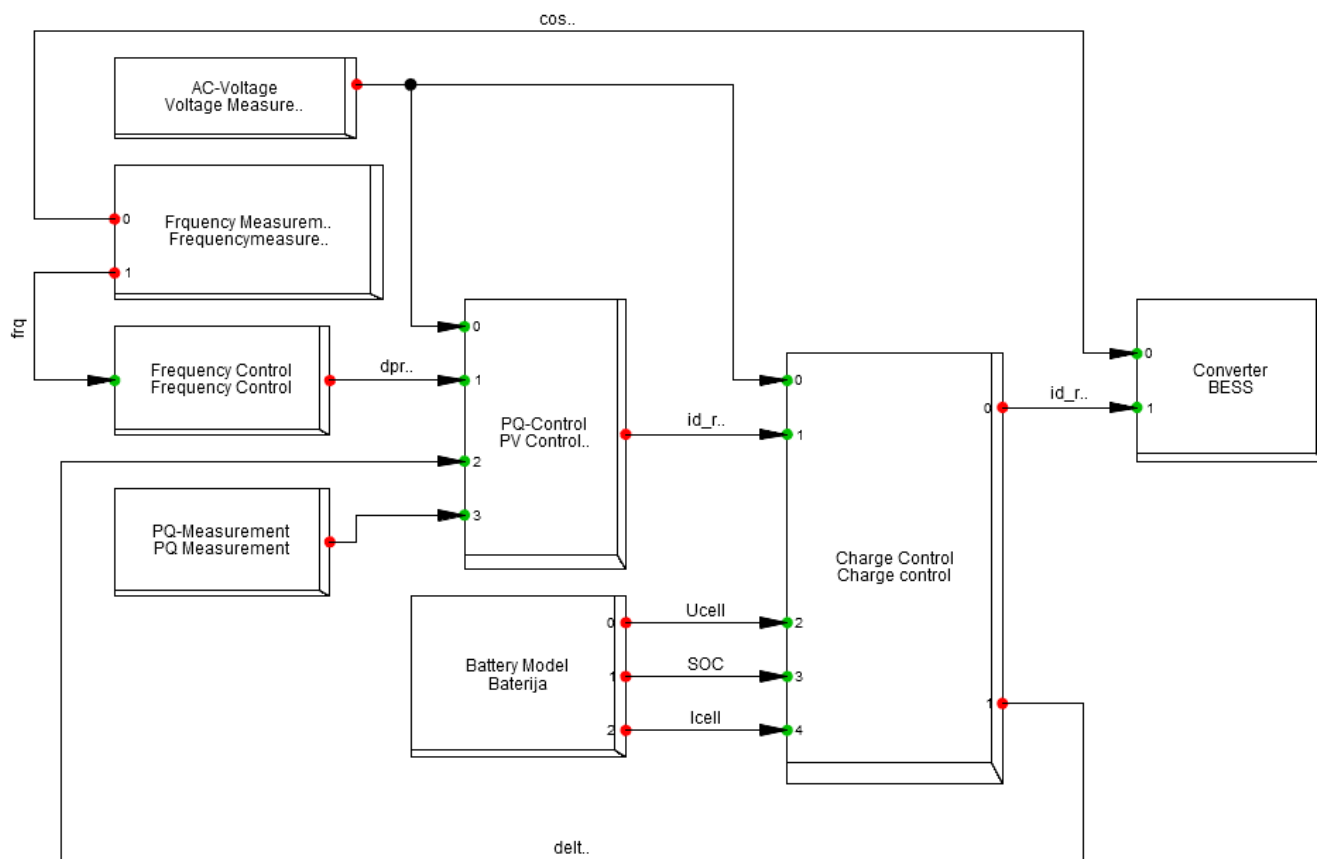 cos..
AC-Voltage
Voltage Measure..
0
Frquency Measurem..
Frequencymeasure..
1
frq
Frequency Control
Frequency Control
dpr..
0
1
PQ-Control
PV Control..
2
3
id_r..
PQ-Measurement
PQ Measurement
0
1
Charge Control
Charge control
2
3
4
0
1
id_r..
0
1
Converter
BESS
Battery Model
Baterija
0
1
2
Ucell
SOC
Icell
delt..